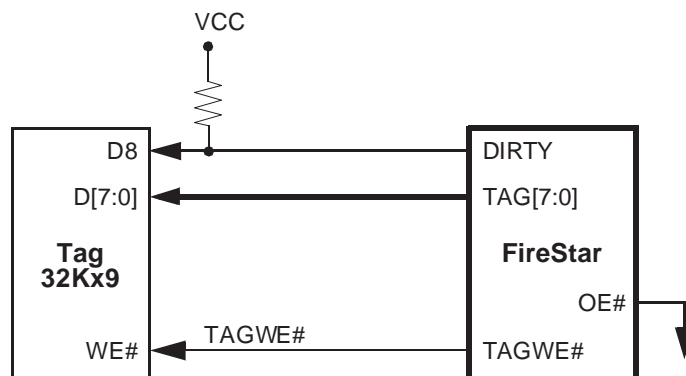 VCC
D8
DIRTY
D[7:0]
TAG[7:0]
Tag
32Kx9
FireStar
OE#
TAGWE#
WE#
TAGWE#